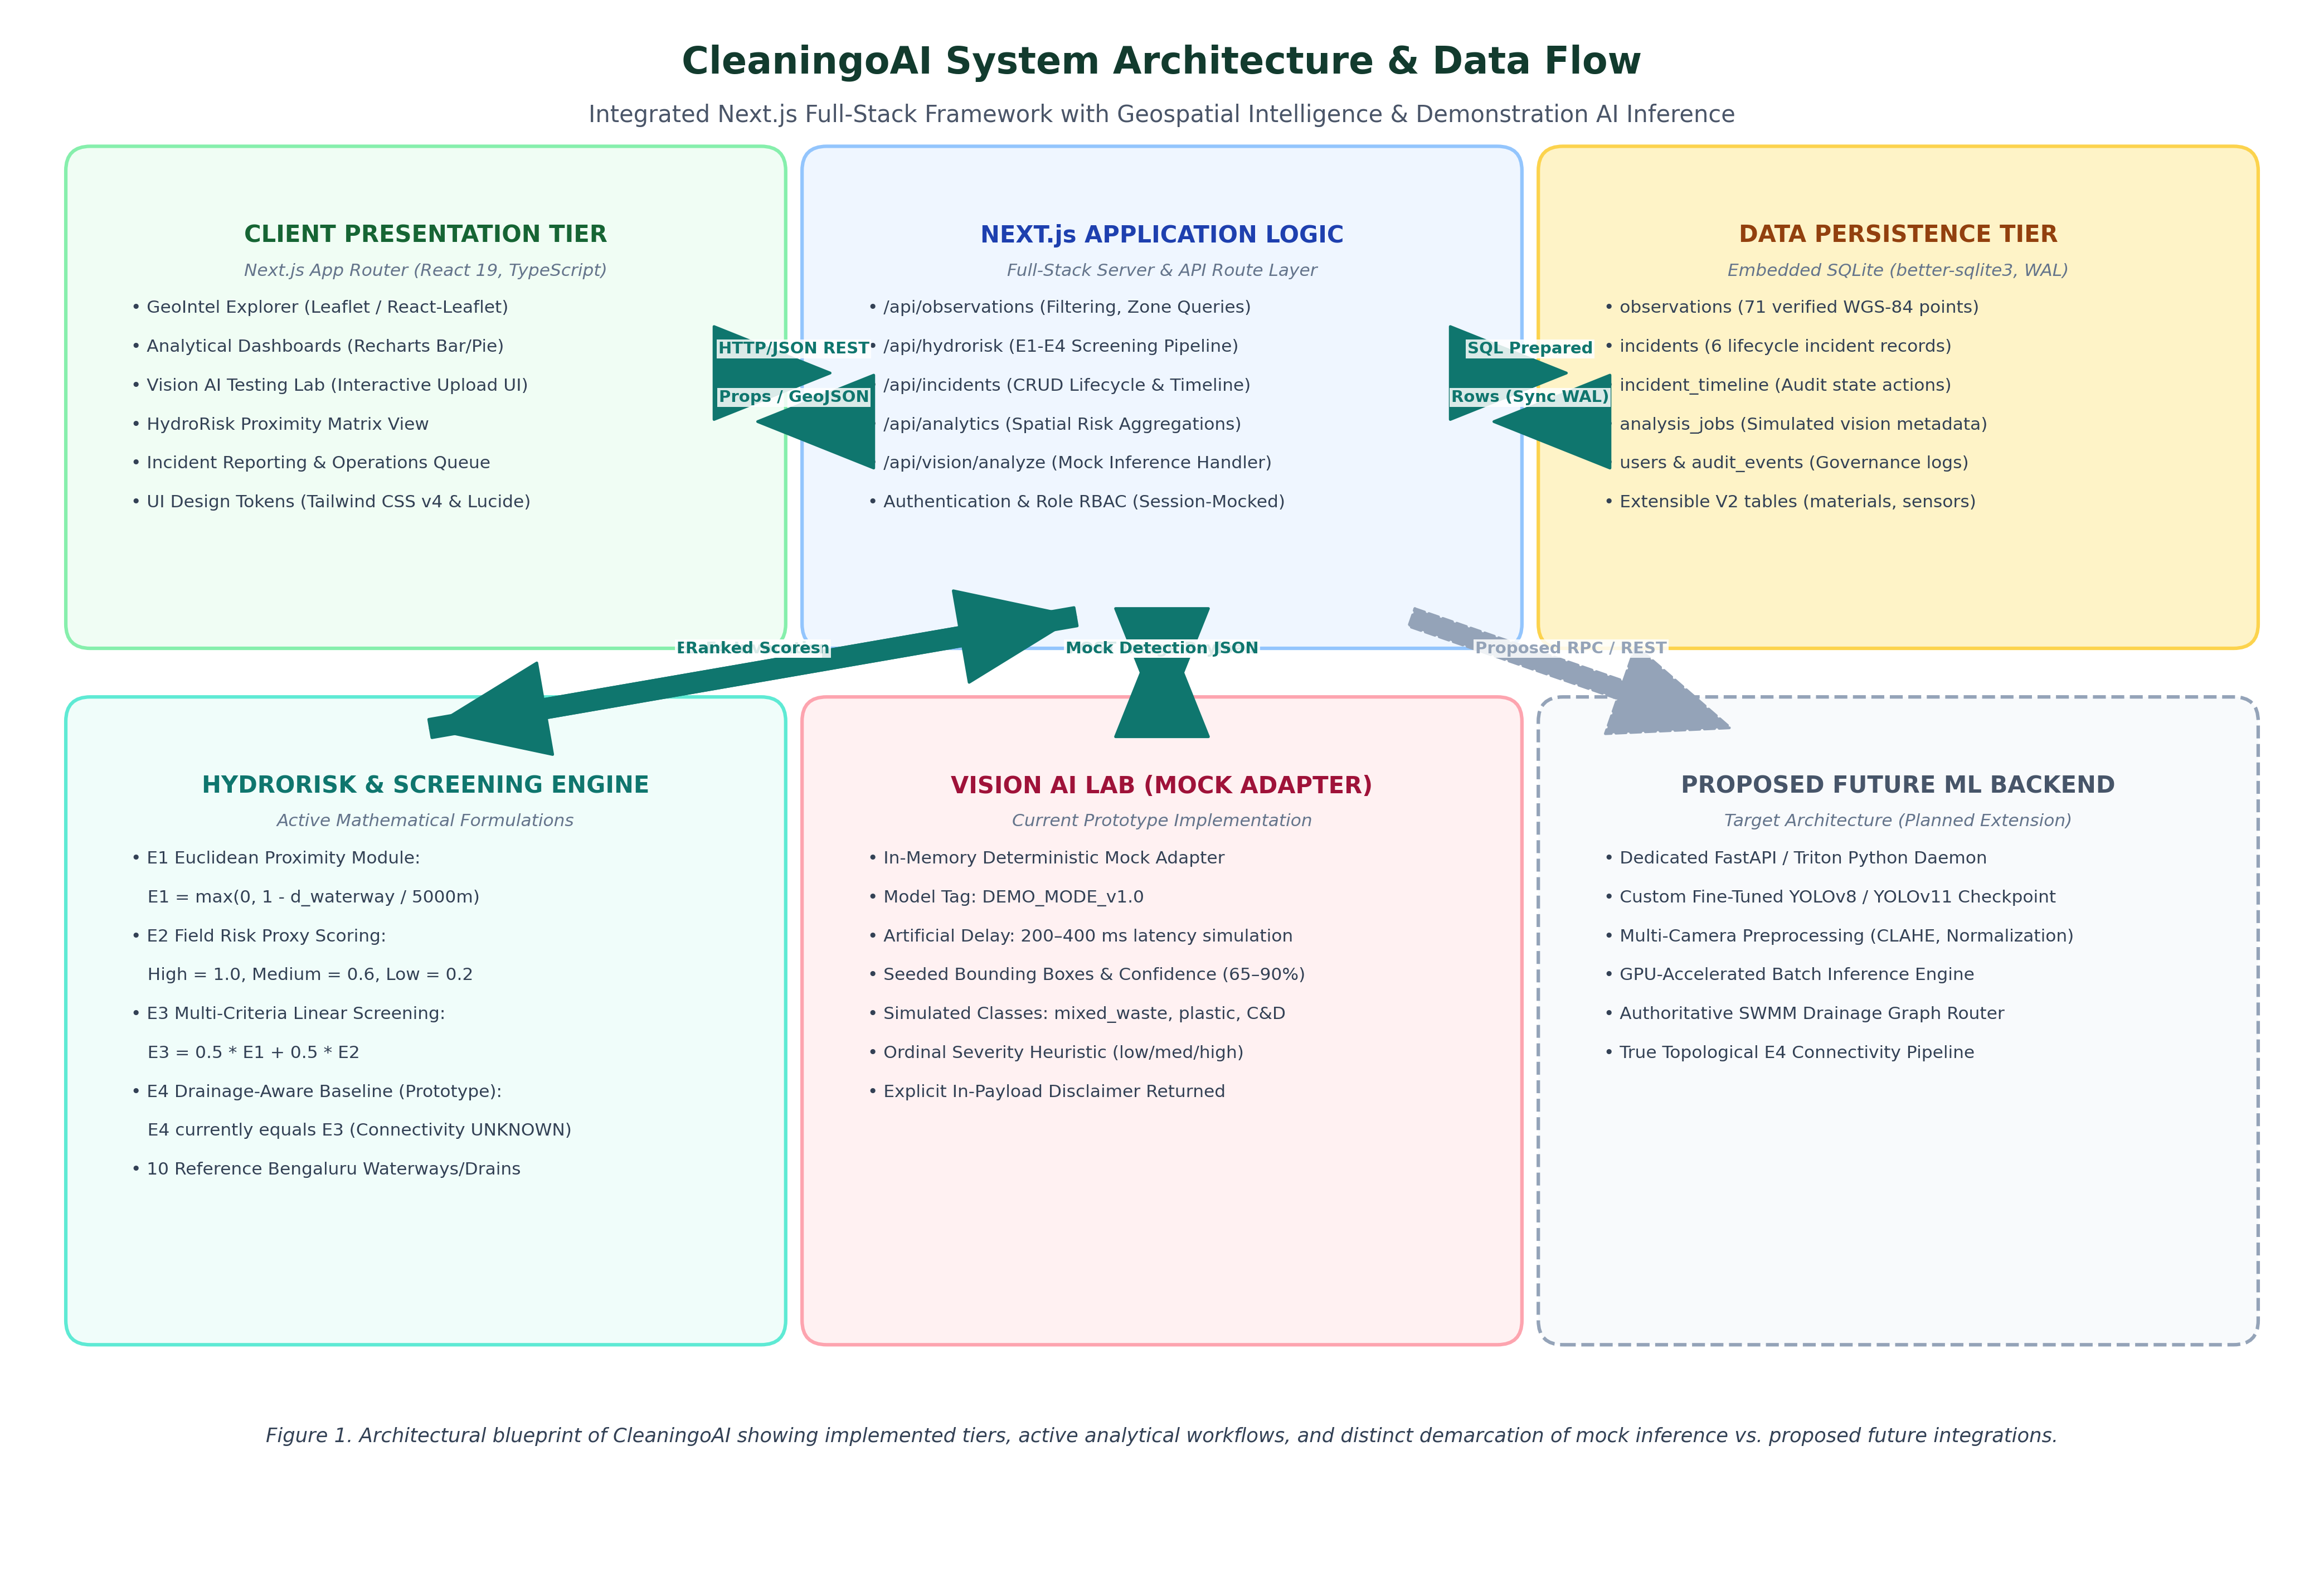 CleaningoAI System Architecture & Data Flow
Integrated Next.js Full-Stack Framework with Geospatial Intelligence & Demonstration AI Inference
CLIENT PRESENTATION TIER
Next.js App Router (React 19, TypeScript)
• GeoIntel Explorer (Leaflet / React-Leaflet)
• Analytical Dashboards (Recharts Bar/Pie)
• Vision AI Testing Lab (Interactive Upload UI)
• HydroRisk Proximity Matrix View
• Incident Reporting & Operations Queue
• UI Design Tokens (Tailwind CSS v4 & Lucide)
HTTP/JSON REST
Props / GeoJSON
NEXT.js APPLICATION LOGIC
Full-Stack Server & API Route Layer
• /api/observations (Filtering, Zone Queries)
• /api/hydrorisk (E1-E4 Screening Pipeline)
/api/incidents (CRUD Lifecycle & Timeline)
/api/analytics (Spatial Risk Aggregations)
/api/vision/analyze (Mock Inference Handler)
• Authentication & Role RBAC (Session-Mocked)
SQL Prepared
Rows (Sync WAL)
DATA PERSISTENCE TIER
Embedded SQLite (better-sqlite3, WAL)
• observations (71 verified WGS-84 points)
• incidents (6 lifecycle incident records)
incident_timeline (Audit state actions)
analysis_jobs (Simulated vision metadata)
users & audit_events (Governance logs)
• Extensible V2 tables (materials, sensors)
Ranked Scores
Mock Detection JSON
Proposed RPC / REST
HYDRORISK & SCREENING ENGINE
Active Mathematical Formulations
• E1 Euclidean Proximity Module:
E1 = max(0, 1 - d_waterway / 5000m)
• E2 Field Risk Proxy Scoring:
High = 1.0, Medium = 0.6, Low = 0.2
• E3 Multi-Criteria Linear Screening:
E3 = 0.5 * E1 + 0.5 * E2
• E4 Drainage-Aware Baseline (Prototype):
E4 currently equals E3 (Connectivity UNKNOWN)
• 10 Reference Bengaluru Waterways/Drains
VISION AI LAB (MOCK ADAPTER)
Current Prototype Implementation
• In-Memory Deterministic Mock Adapter
• Model Tag: DEMO_MODE_v1.0
• Artificial Delay: 200–400 ms latency simulation
• Seeded Bounding Boxes & Confidence (65–90%)
• Simulated Classes: mixed_waste, plastic, C&D
• Ordinal Severity Heuristic (low/med/high)
• Explicit In-Payload Disclaimer Returned
PROPOSED FUTURE ML BACKEND
Target Architecture (Planned Extension)
• Dedicated FastAPI / Triton Python Daemon
• Custom Fine-Tuned YOLOv8 / YOLOv11 Checkpoint
• Multi-Camera Preprocessing (CLAHE, Normalization)
• GPU-Accelerated Batch Inference Engine
• Authoritative SWMM Drainage Graph Router
• True Topological E4 Connectivity Pipeline
Figure 1. Architectural blueprint of CleaningoAI showing implemented tiers, active analytical workflows, and distinct demarcation of mock inference vs. proposed future integrations.